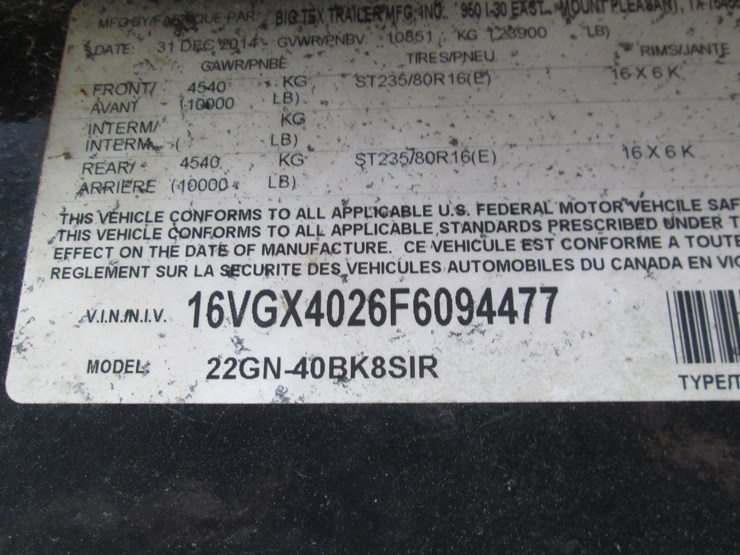 MFG BY/FABRIQUE PAR BIG TEX TRAILER MFG. INC. 950 I-30 EAST, MOUNT PLEASANT, TX
DATE: 31 DEC 2014 GVWR/PNBV 10851 KG (23900 LB)
GAWR/PNBE TIRES/PNEU RIMS/JANTE
FRONT/ 4540 KG ST235/80R16(E) 16 X 6 K
AVANT (10000 LB)
INTERM/ KG
INTERM. ( LB)
REAR/ 4540 KG ST235/80R16(E) 16 X 6 K
ARRIERE (10000 LB)
THIS VEHICLE CONFORMS TO ALL APPLICABLE U.S. FEDERAL MOTOR VEHCILE SAF
THIS VEHICLE CONFORMS TO ALL APPLICABLE STANDARDS PRESCRIBED UNDER T
EFFECT ON THE DATE OF MANUFACTURE. CE VEHICULE EST CONFORME A TOUTE
REGLEMENT SUR LA SECURITE DES VEHICULES AUTOMOBILES DU CANADA EN VIG
V.I.N./N.I.V. 16VGX4026F6094477
MODEL: 22GN-40BK8SIR
TYPE/T